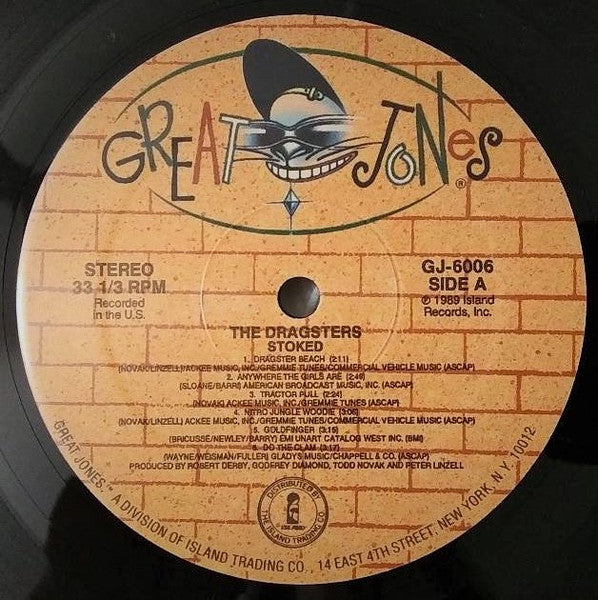 GREAT JONES ®
STEREO
33 1/3 RPM
Recorded
in the U.S.
GJ-6006
SIDE A
℗ 1989 Island
Records, Inc.
THE DRAGSTERS
STOKED
1. DRAGSTER BEACH (2:11)
(NOVAK/LINZELL) ACKEE MUSIC, INC./GREMMIE TUNES/COMMERCIAL VEHICLE MUSIC (ASCAP)
2. ANYWHERE THE GIRLS ARE (2:46)
(SLOANE/BARRI) AMERICAN BROADCAST MUSIC, INC. (ASCAP)
3. TRACTOR PULL (2:24)
(NOVAK) ACKEE MUSIC, INC./GREMMIE TUNES (ASCAP)
4. NITRO JUNGLE WOODIE (3:06)
(NOVAK/LINZELL) ACKEE MUSIC, INC./GREMMIE TUNES/COMMERCIAL VEHICLE MUSIC (ASCAP)
5. GOLDFINGER (3:15)
(BRICUSSE/NEWLEY/BARRY) EMI UNART CATALOG WEST INC. (BMI)
6. DO THE CLAM (3:17)
(WAYNE/WEISMAN/FULLER) GLADYS MUSIC/CHAPPELL & CO. (ASCAP)
PRODUCED BY ROBERT DERBY, GODFREY DIAMOND, TODD NOVAK AND PETER LINZELL
DISTRIBUTED BY
THE ISLAND TRADING CO.
GREAT JONES™ A DIVISION OF ISLAND TRADING CO., 14 EAST 4TH STREET, NEW YORK, N.Y. 10012